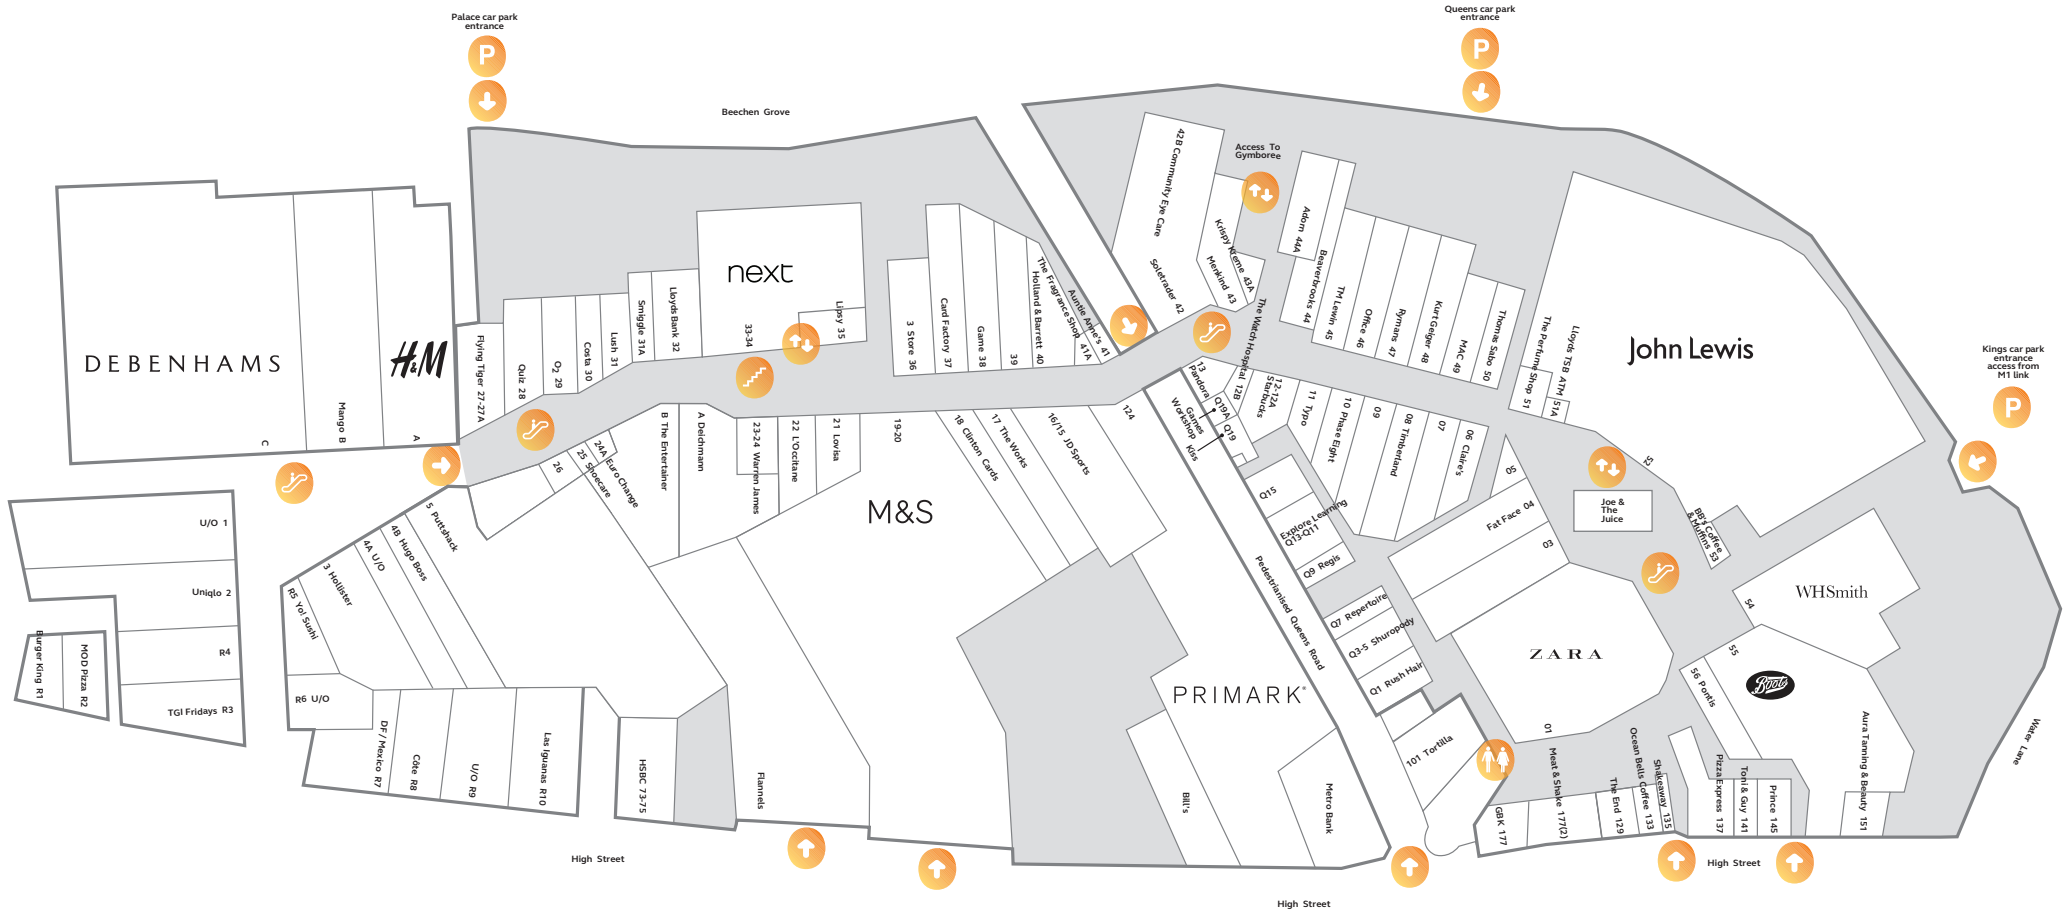 Palace car park
entrance
P
Queens car park
entrance
P
Beechen Grove
Access To
Gymboree
Kings car park
entrance
access from
M1 link
P
DEBENHAMS
C
Mango B
H&M
A
Flying Tiger 27-27A
Quiz 28
O2 29
Costa 30
Lush 31
Smiggle 31A
Lloyds Bank 32
next
33-34
Lipsy 35
3 Store 36
Card Factory 37
Game 38
39
Holland & Barrett 40
The Fragrance Shop
41A
Auntie Anne's 41
42B Community Eye Care
Soletrader 42
Krispy Kreme 43A
Menkind 43
Adorn 44A
Beaverbrooks 44
TM Lewin 45
Office 46
Rymans 47
Kurt Geiger 48
MAC 49
Thomas Sabo 50
The Perfume Shop 51
Lloyds TSB ATM 51A
John Lewis
52
BB's Coffee
& Muffins 53
Joe &
The
Juice
WHSmith
54
55
Boots
56 Pontis
Aura Tanning & Beauty 151
Water Lane
The Watch Hospital 12B
13
Pandora
Q19A
Q19
Games
Workshop
Kiss
12-12A
Starbucks
11 Typo
10 Phase Eight
09
08 Timberland
07
06 Claire's
05
Fat Face 04
03
ZARA
01
Q15
Explore Learning
Q13-Q11
Q9 Regis
Q7 Repertoire
Q3-5 Shuropody
Q1 Rush Hair
101 Tortilla
Pedestrianised Queens Road
GBK 177
Meat & Shake 177(2)
The End 129
Ocean Bells Coffee 133
Shakeaway 135
Pizza Express 137
Toni & Guy 141
Prince 145
High Street
26
25 Shoecare
24A Euro Change
B The Entertainer
A Deichmann
23-24 Warren James
22 L'Occitane
21 Lovisa
19-20
M&S
18 Clinton Cards
17 The Works
16/15 JD Sports
124
PRIMARK
Bill's
Metro Bank
High Street
U/O 1
Uniqlo 2
R4
TGI Fridays R3
Burger King R1
MOD Pizza R2
5 Puttshack
4B Hugo Boss
4A U/O
3 Hollister
R5 Yo! Sushi
R6 U/O
DF / Mexico R7
Côte R8
U/O R9
Las Iguanas R10
HSBC 73-75
Flannels
High Street